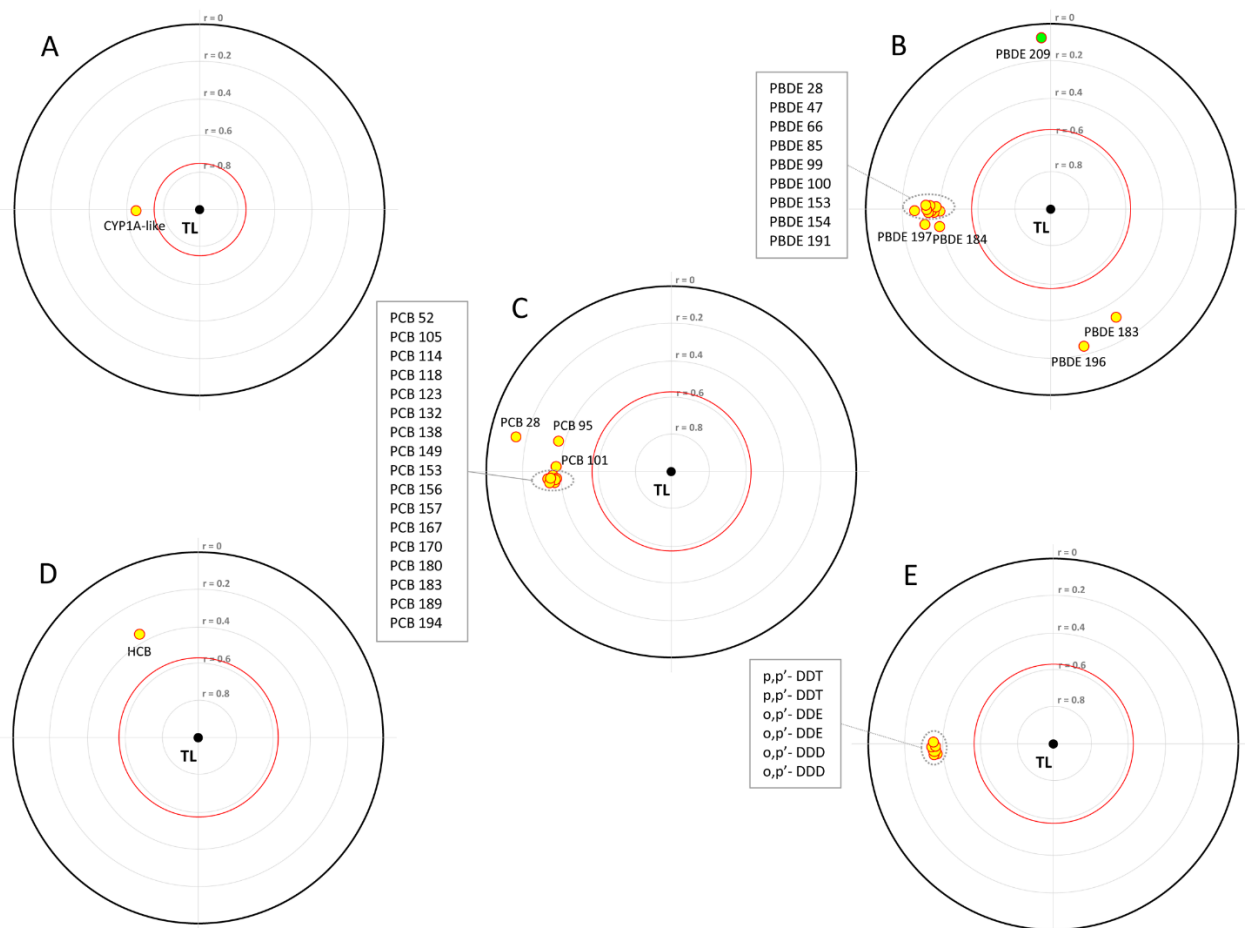 A
r = 0
r = 0.2
r = 0.4
r = 0.6
r = 0.8
CYP1A-like
TL
B
r = 0
PBDE 209
r = 0.2
r = 0.4
r = 0.6
r = 0.8
PBDE 28
PBDE 47
PBDE 66
PBDE 85
PBDE 99
PBDE 100
PBDE 153
PBDE 154
PBDE 191
PBDE 197
PBDE 184
TL
PBDE 183
PBDE 196
C
r = 0
r = 0.2
r = 0.4
r = 0.6
r = 0.8
PCB 52
PCB 105
PCB 114
PCB 118
PCB 123
PCB 132
PCB 138
PCB 149
PCB 153
PCB 156
PCB 157
PCB 167
PCB 170
PCB 180
PCB 183
PCB 189
PCB 194
PCB 28
PCB 95
PCB 101
TL
D
r = 0
r = 0.2
r = 0.4
r = 0.6
r = 0.8
HCB
TL
E
r = 0
r = 0.2
r = 0.4
r = 0.6
r = 0.8
p,p’- DDT
p,p’- DDT
o,p’- DDE
o,p’- DDE
o,p’- DDD
o,p’- DDD
TL